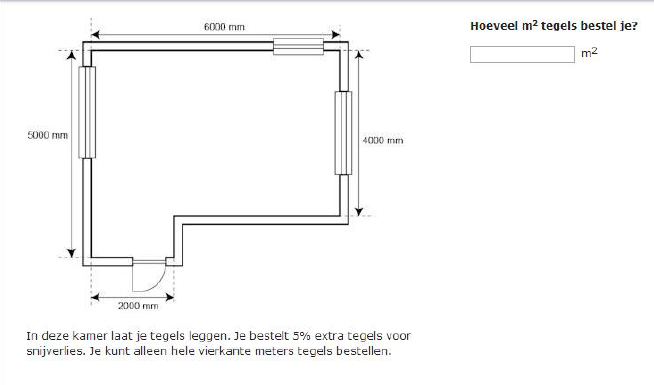 6000 mm
Hoeveel m² tegels bestel je?
m²
5000 mm
4000 mm
2000 mm
In deze kamer laat je tegels leggen. Je bestelt 5% extra tegels voor
snijverlies. Je kunt alleen hele vierkante meters tegels bestellen.